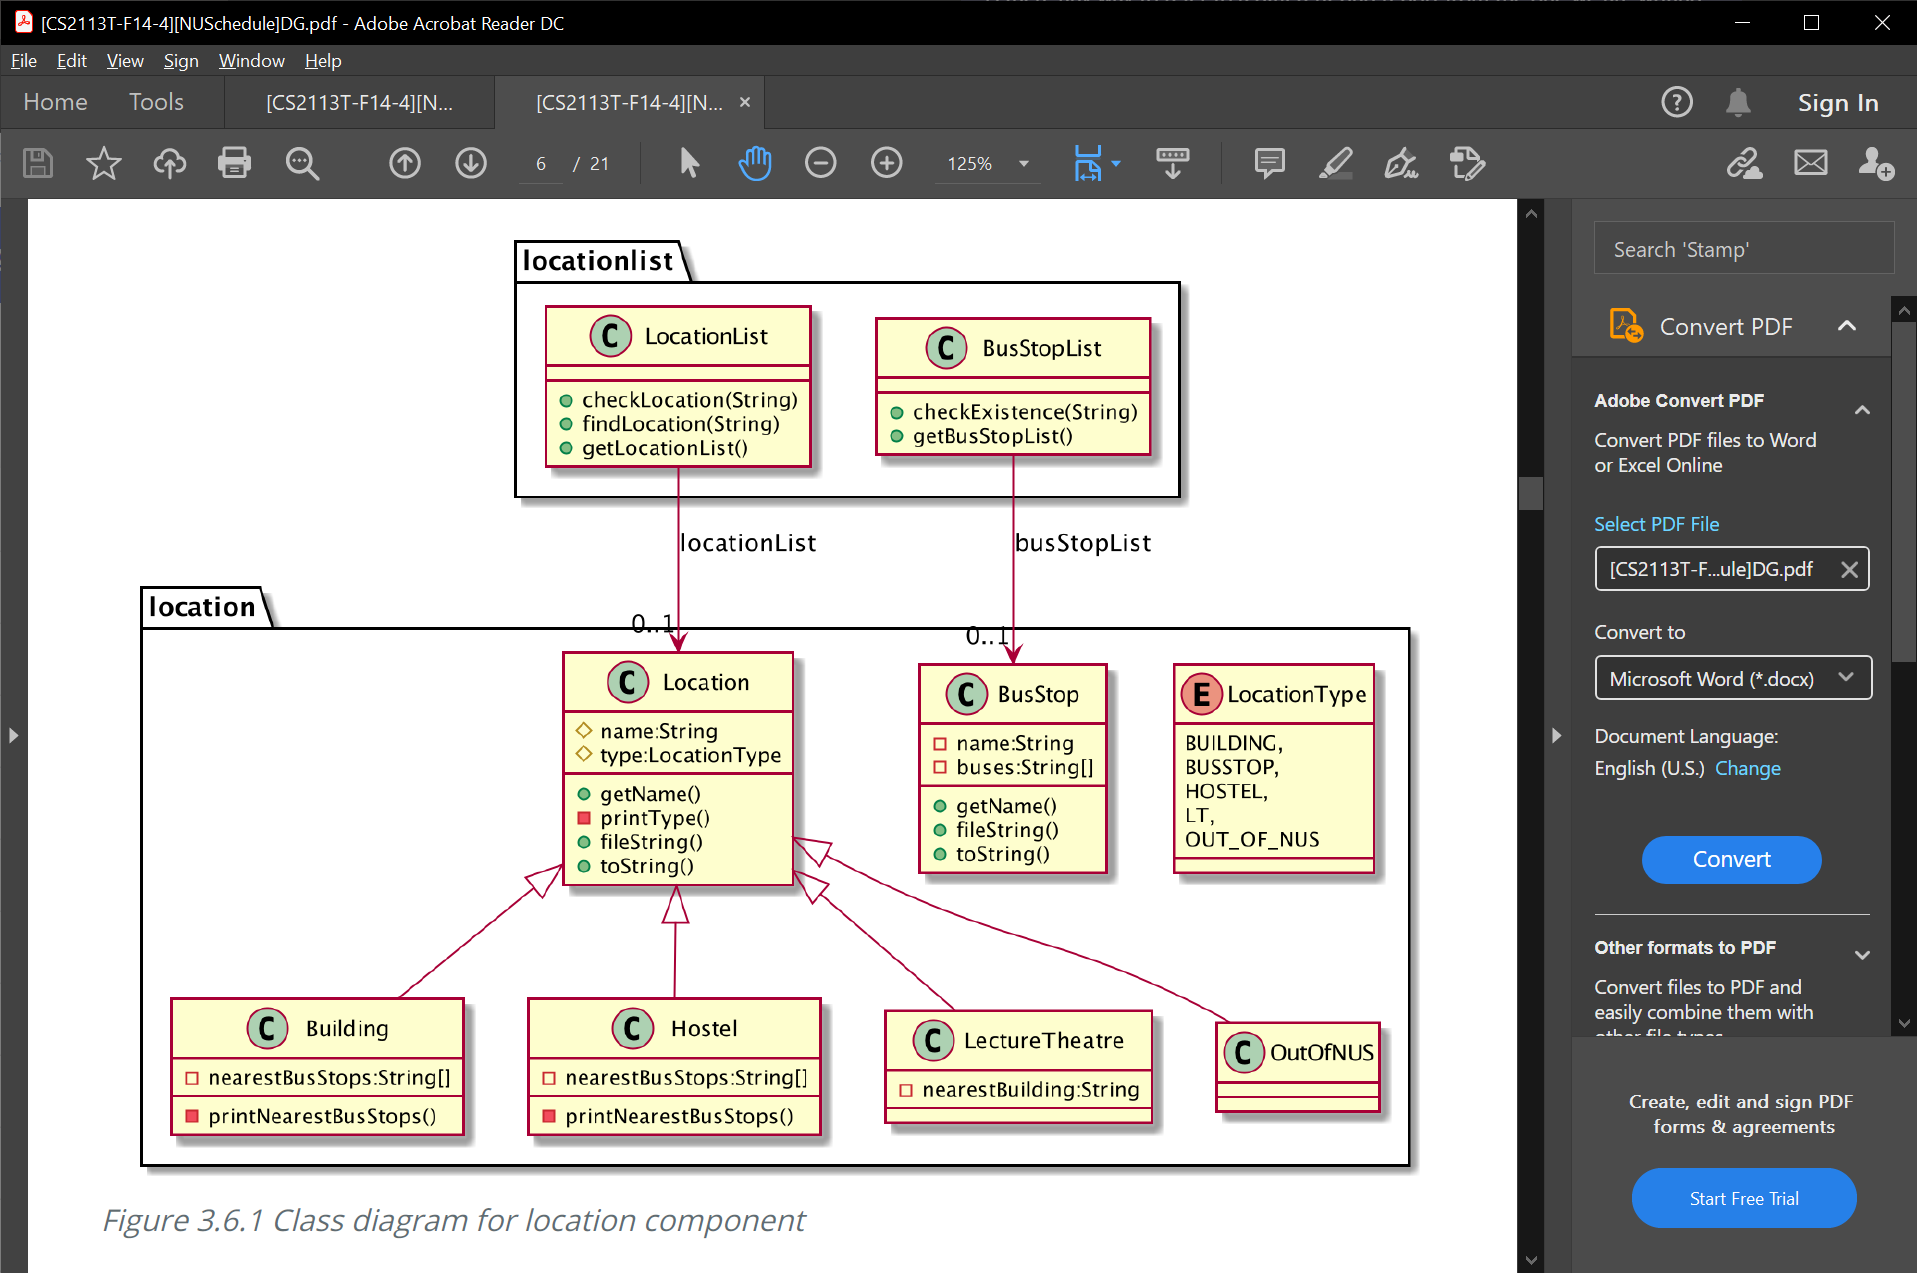 [CS2113T-F14-4][NUSchedule]DG.pdf - Adobe Acrobat Reader DC
File Edit View Sign Window Help
Home Tools [CS2113T-F14-4][N... [CS2113T-F14-4][N... × ? Sign In
6 / 21 125%
locationlist
C LocationList
checkLocation(String)
findLocation(String)
getLocationList()
C BusStopList
checkExistence(String)
getBusStopList()
locationList
busStopList
0..1
0..1
location
C Location
name:String
type:LocationType
getName()
printType()
fileString()
toString()
C BusStop
name:String
buses:String[]
getName()
fileString()
toString()
E LocationType
BUILDING,
BUSSTOP,
HOSTEL,
LT,
OUT_OF_NUS
C Building
nearestBusStops:String[]
printNearestBusStops()
C Hostel
nearestBusStops:String[]
printNearestBusStops()
C LectureTheatre
nearestBuilding:String
C OutOfNUS
Figure 3.6.1 Class diagram for location component
Search 'Stamp'
Convert PDF
Adobe Convert PDF
Convert PDF files to Word
or Excel Online
Select PDF File
[CS2113T-F...ule]DG.pdf
Convert to
Microsoft Word (*.docx)
Document Language:
English (U.S.) Change
Convert
Other formats to PDF
Convert files to PDF and
easily combine them with
other file types
Create, edit and sign PDF
forms & agreements
Start Free Trial